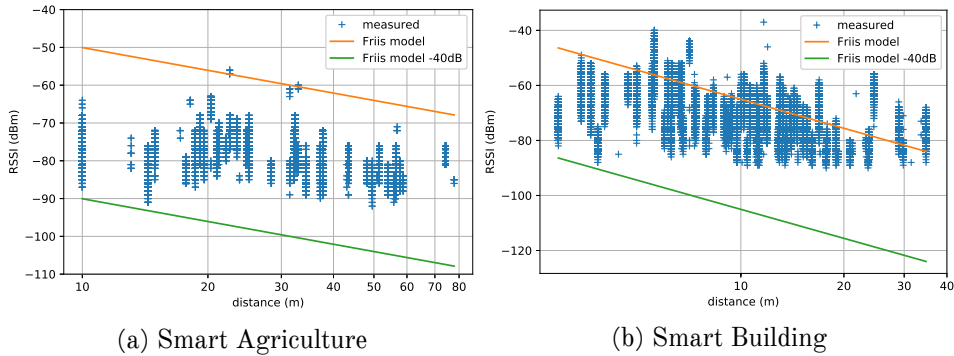 measured
Friis model
Friis model -40dB
−40
−50
−60
−70
−80
−90
−100
−110
RSSI (dBm)
10 20 30 40 50 60 70 80
distance (m)
(a) Smart Agriculture
measured
Friis model
Friis model -40dB
−40
−60
−80
−100
−120
RSSI (dBm)
10 20 30 40
distance (m)
(b) Smart Building